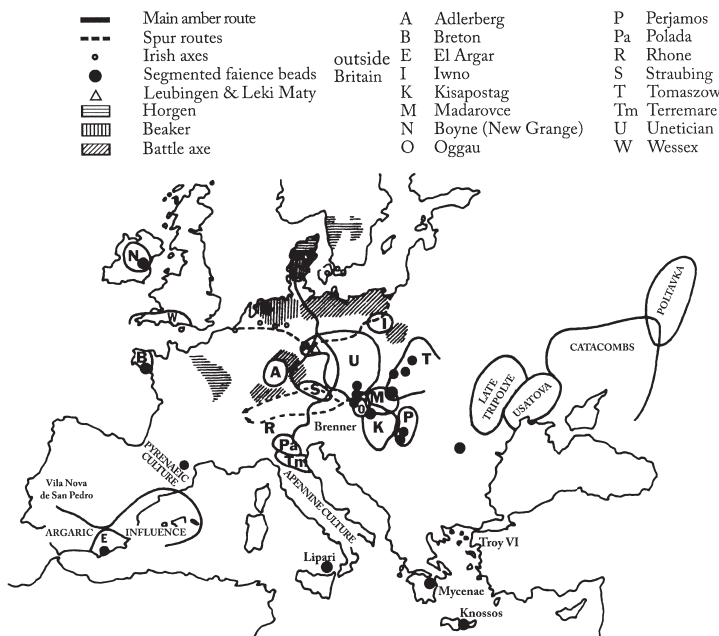 Main amber route
Spur routes
Irish axes
Segmented faience beads
outside
Britain
Leubingen & Leki Maty
Horgen
Beaker
Battle axe
A Adlerberg
B Breton
E El Argar
I Iwno
K Kisapostag
M Madarovce
N Boyne (New Grange)
O Oggau
P Perjamos
Pa Polada
R Rhone
S Straubing
T Tomaszow
Tm Terremare
U Unetician
W Wessex
N
W
B
I
U
T
A
S
M
O
K
P
R
Brenner
Pa
Tm
POLTAVKA
CATACOMBS
LATE
TRIPOLYE
USATOVA
PYRENAEIC
CULTURE
Vila Nova
de San Pedro
ARGARIC
E
INFLUENCE
APENNINE CULTURE
Lipari
Troy VI
Mycenae
Knossos